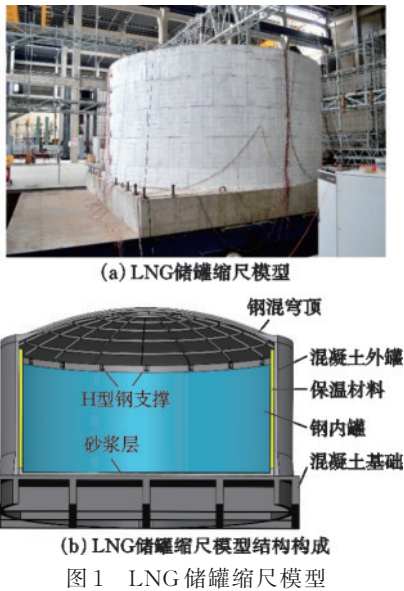 (a)LNG储罐缩尺模型
钢混穹顶
混凝土外罐
保温材料
H型钢支撑
钢内罐
砂浆层
混凝土基础
(b)LNG储罐缩尺模型结构构成
图1 LNG储罐缩尺模型